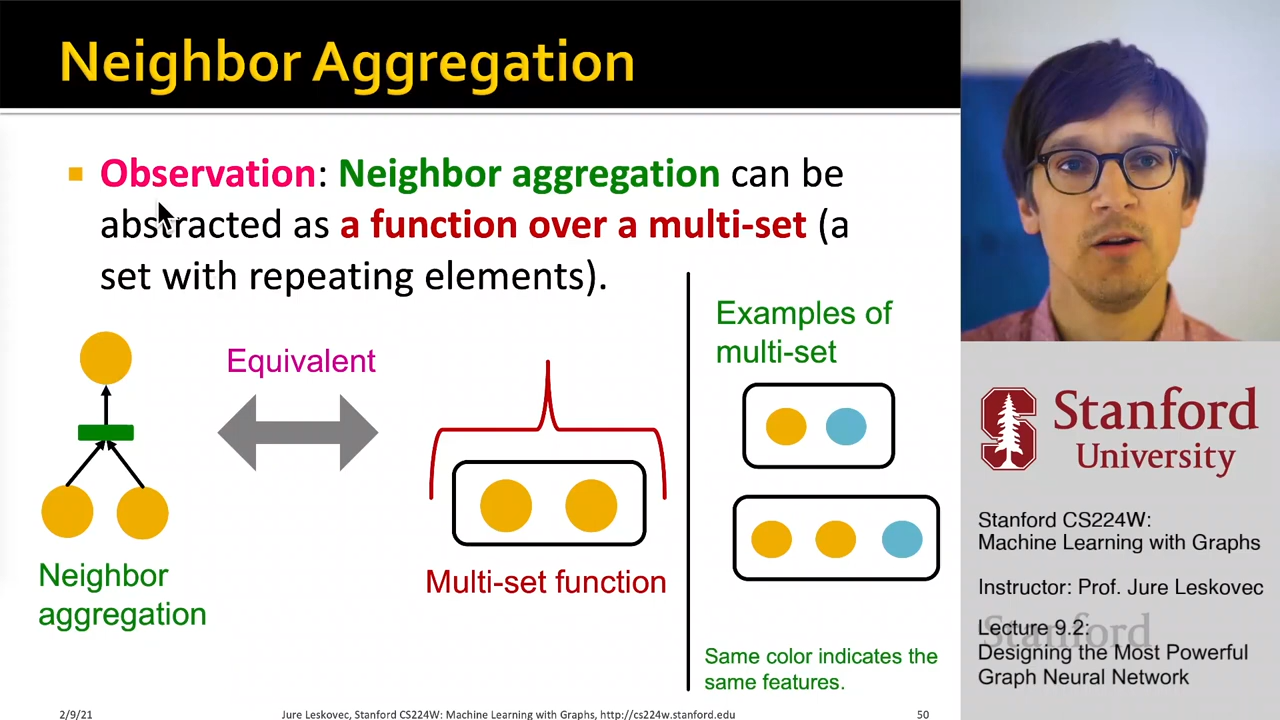 Neighbor Aggregation
Observation: Neighbor aggregation can be
abstracted as a function over a multi-set (a
set with repeating elements).
Equivalent
Neighbor
aggregation
Multi-set function
Examples of
multi-set
Same color indicates the
same features.
2/9/21
Jure Leskovec, Stanford CS224W: Machine Learning with Graphs, http://cs224w.stanford.edu
50
Stanford
University
Stanford CS224W:
Machine Learning with Graphs
Instructor: Prof. Jure Leskovec
Stanford
Lecture 9.2:
Designing the Most Powerful
Graph Neural Network